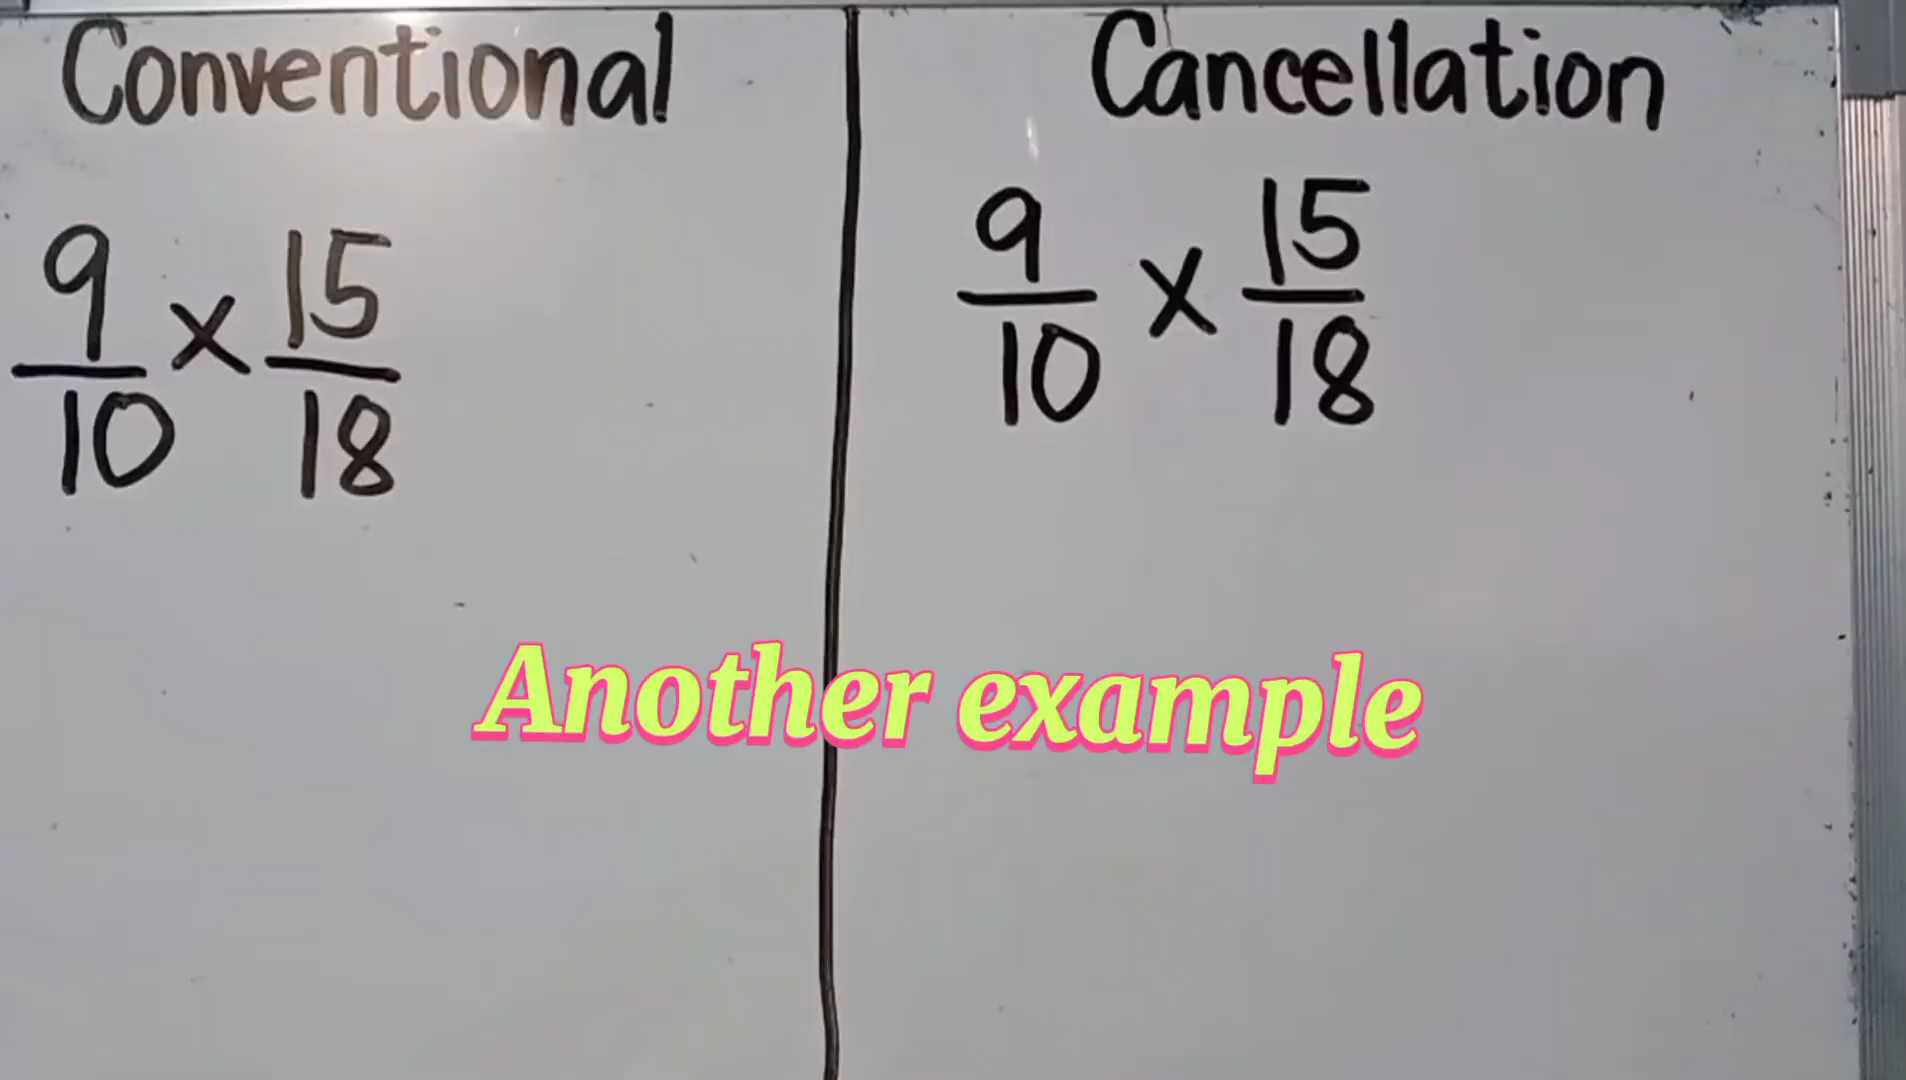 Conventional
9/10 x 15/18
Cancellation
9/10 x 15/18
Another example